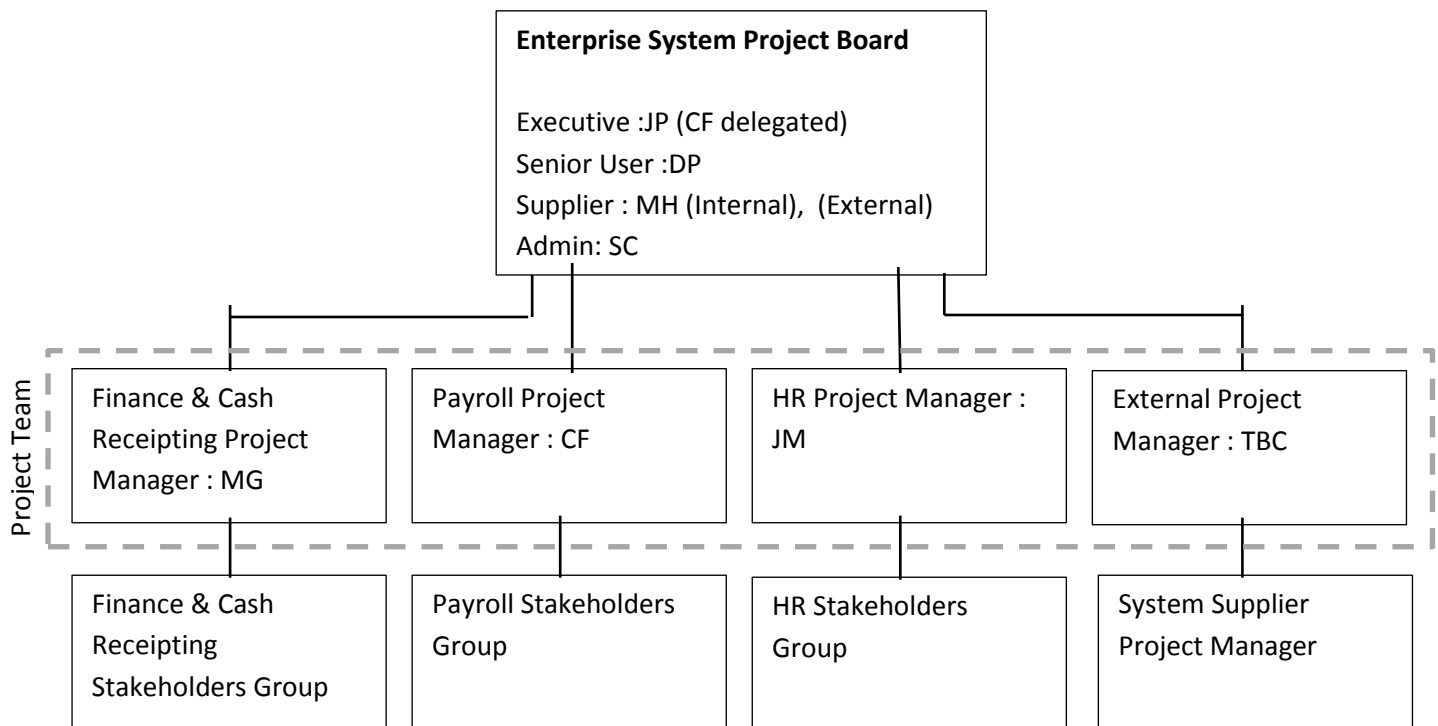 Enterprise System Project Board
Executive :JP (CF delegated)
Senior User :DP
Supplier : MH (Internal),  (External)
Admin: SC
Project Team
Finance & Cash
Receipting Project
Manager : MG
Payroll Project
Manager : CF
HR Project Manager :
JM
External Project
Manager : TBC
Finance & Cash
Receipting
Stakeholders Group
Payroll Stakeholders
Group
HR Stakeholders
Group
System Supplier
Project Manager